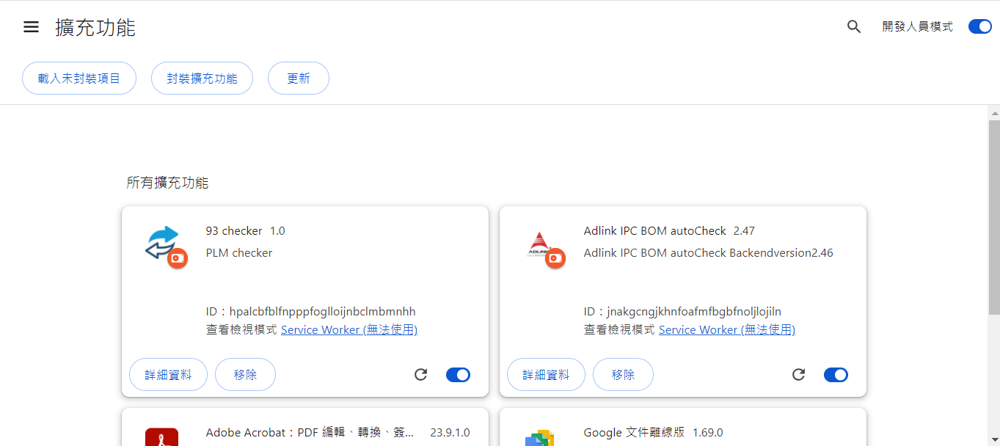 擴充功能
開發人員模式
載入未封裝項目
封裝擴充功能
更新
所有擴充功能
93 checker 1.0
PLM checker
ID：hpalcbfblfnpppfoglloijnbclmbmnhh
查看檢視模式 Service Worker (無法使用)
詳細資料
移除
ADLINK
Adlink IPC BOM autoCheck 2.47
Adlink IPC BOM autoCheck Backendversion2.46
ID：jnakgcngjkhnfoafmfbgbfnoljlojiln
查看檢視模式 Service Worker (無法使用)
詳細資料
移除
Adobe Acrobat：PDF 編輯、轉換、簽... 23.9.1.0
Google 文件離線版 1.69.0